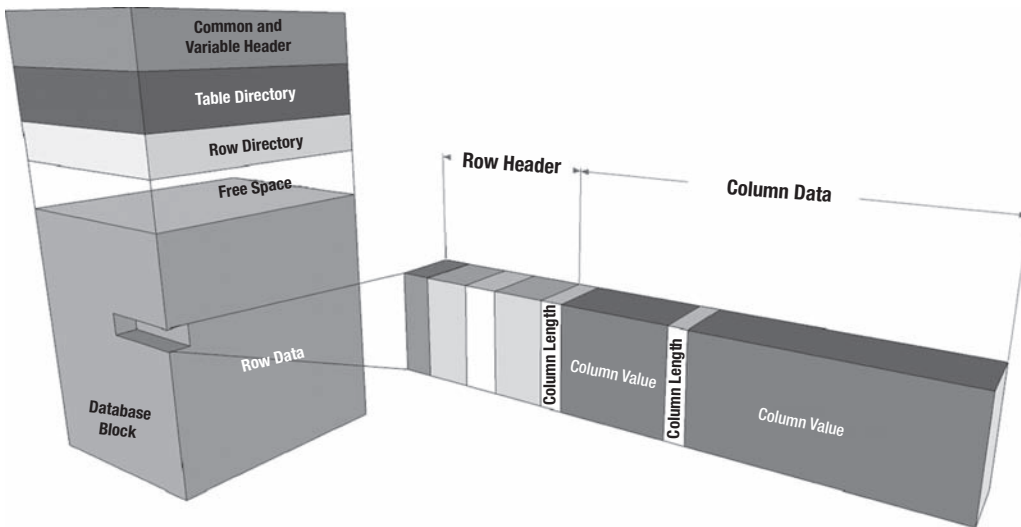 Common and
Variable Header
Table Directory
Row Directory
Free Space
Row Data
Database
Block
Row Header
Column Data
Column Length
Column Value
Column Length
Column Value